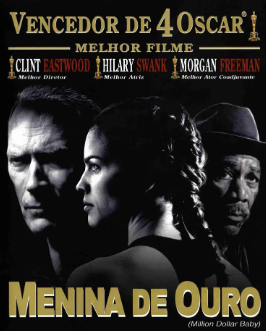 VENCEDOR DE 4 OSCAR®
MELHOR FILME
CLINT EASTWOOD HILARY SWANK MORGAN FREEMAN
Melhor Diretor Melhor Atriz Melhor Ator Coadjuvante
MENINA DE OURO
(Million Dollar Baby)